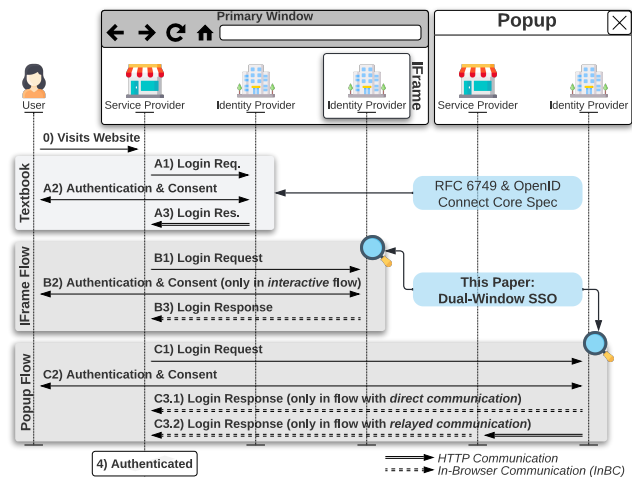 Primary Window
Popup
IFrame
User
Service Provider
Identity Provider
Identity Provider
Service Provider
Identity Provider
0) Visits Website
Textbook
A1) Login Req.
A2) Authentication & Consent
A3) Login Res.
RFC 6749 & OpenID
Connect Core Spec
IFrame Flow
B1) Login Request
B2) Authentication & Consent (only in interactive flow)
B3) Login Response
This Paper:
Dual-Window SSO
Popup Flow
C1) Login Request
C2) Authentication & Consent
C3.1) Login Response (only in flow with direct communication)
C3.2) Login Response (only in flow with relayed communication)
4) Authenticated
HTTP Communication
In-Browser Communication (InBC)